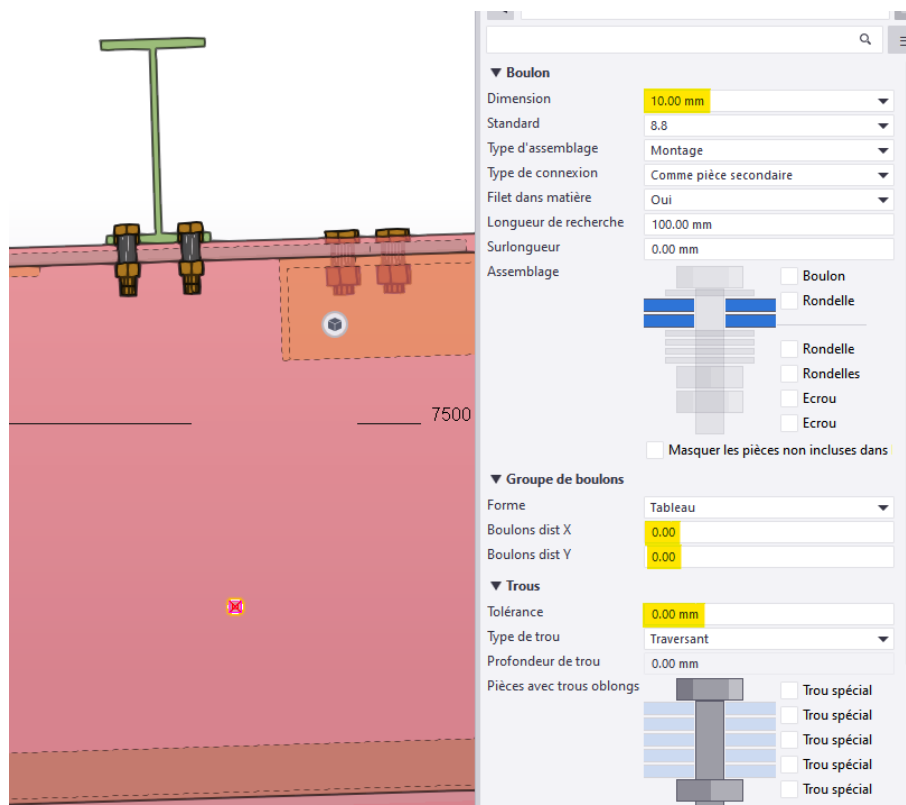 ▼ Boulon
Dimension 10.00 mm
Standard 8.8
Type d'assemblage Montage
Type de connexion Comme pièce secondaire
Filet dans matière Oui
Longueur de recherche 100.00 mm
Surlongueur 0.00 mm
Assemblage Boulon
Rondelle
Rondelle
Rondelles
7500
Ecrou
Ecrou
Masquer les pièces non incluses dans
▼ Groupe de boulons
Forme Tableau
Boulons dist X 0.00
Boulons dist Y 0.00
▼ Trous
Tolérance 0.00 mm
Type de trou Traversant
Profondeur de trou 0.00 mm
Pièces avec trous oblongs Trou spécial
Trou spécial
Trou spécial
Trou spécial
Trou spécial